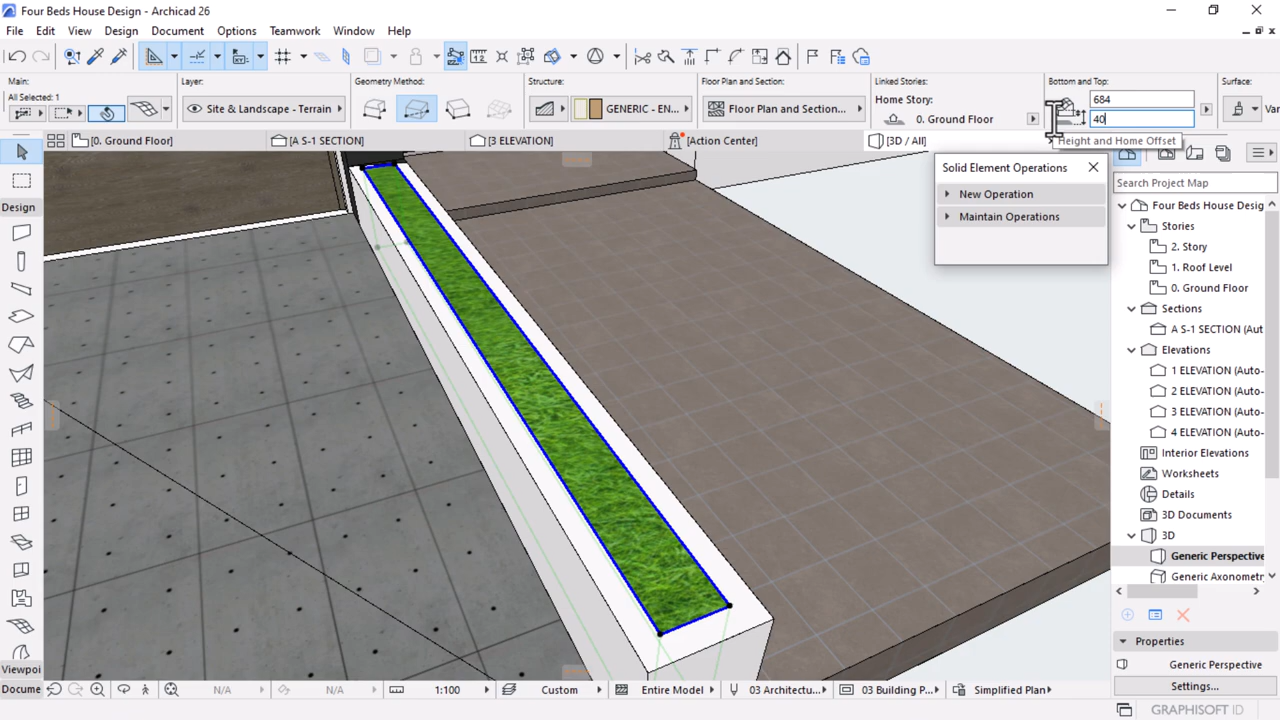 Four Beds House Design - Archicad 26
File Edit View Design Document Options Teamwork Window Help
Main:
All Selected: 1
Layer:
Site & Landscape - Terrain
Geometry Method:
Structure:
GENERIC - EN...
Floor Plan and Section:
Floor Plan and Section...
Linked Stories:
Home Story:
0. Ground Floor
Bottom and Top:
684
40
Surface:
Var
[0. Ground Floor]
[A S-1 SECTION]
[3 ELEVATION]
[Action Center]
[3D / All]
Height and Home Offset
Solid Element Operations
New Operation
Maintain Operations
Design
Viewpoi
Docume
Search Project Map
Four Beds House Desig
Stories
2. Story
1. Roof Level
0. Ground Floor
Sections
A S-1 SECTION (Aut
Elevations
1 ELEVATION (Auto-
2 ELEVATION (Auto-
3 ELEVATION (Auto-
4 ELEVATION (Auto-
Interior Elevations
Worksheets
Details
3D Documents
3D
Generic Perspective
Generic Axonometr
Properties
Generic Perspective
Settings...
GRAPHISOFT ID
N/A
N/A
1:100
Custom
Entire Model
03 Architectu...
03 Building P...
Simplified Plan